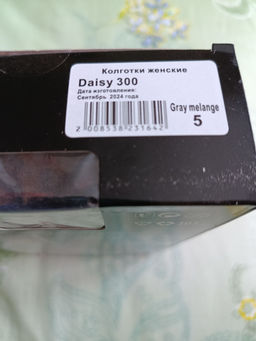 Колготки женские
Daisy 300
Дата изготовления:
Сентябрь 2024 года
Gray melange
5
2 008538 231642